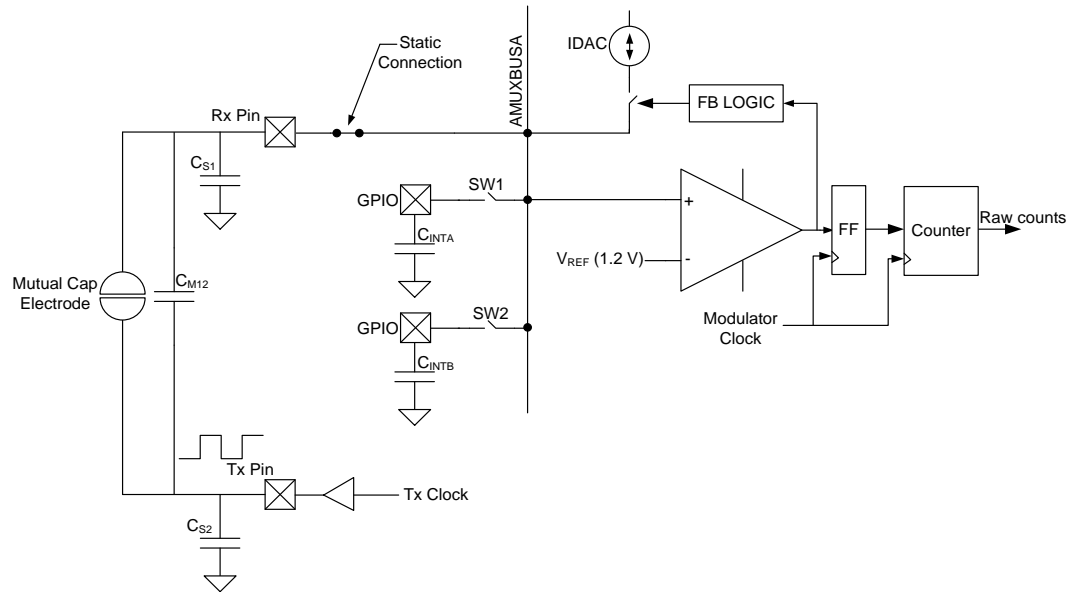 Static
Connection
AMUXBUSA
IDAC
FB LOGIC
Rx Pin
CS1
GPIO
SW1
CINTA
+
-
VREF (1.2 V)
FF
Counter
Raw counts
Mutual Cap
Electrode
CM12
GPIO
SW2
CINTB
Modulator
Clock
Tx Pin
Tx Clock
CS2